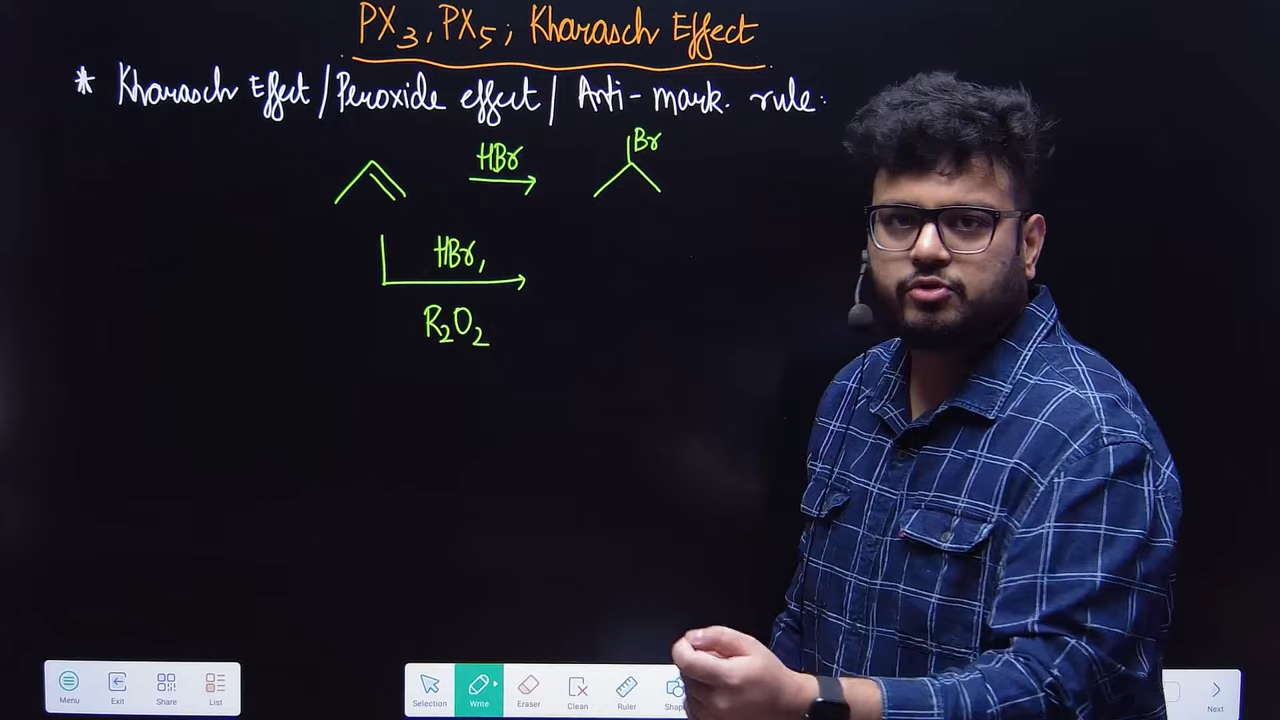 PX₃, PX₅, Kharasch Effect
* Kharasch Effect / Peroxide effect / Anti-mark. rule:
HBr
Br
HBr,
R₂O₂
Menu Exit Share List
Selection Write Eraser Clean Ruler Shap
Next